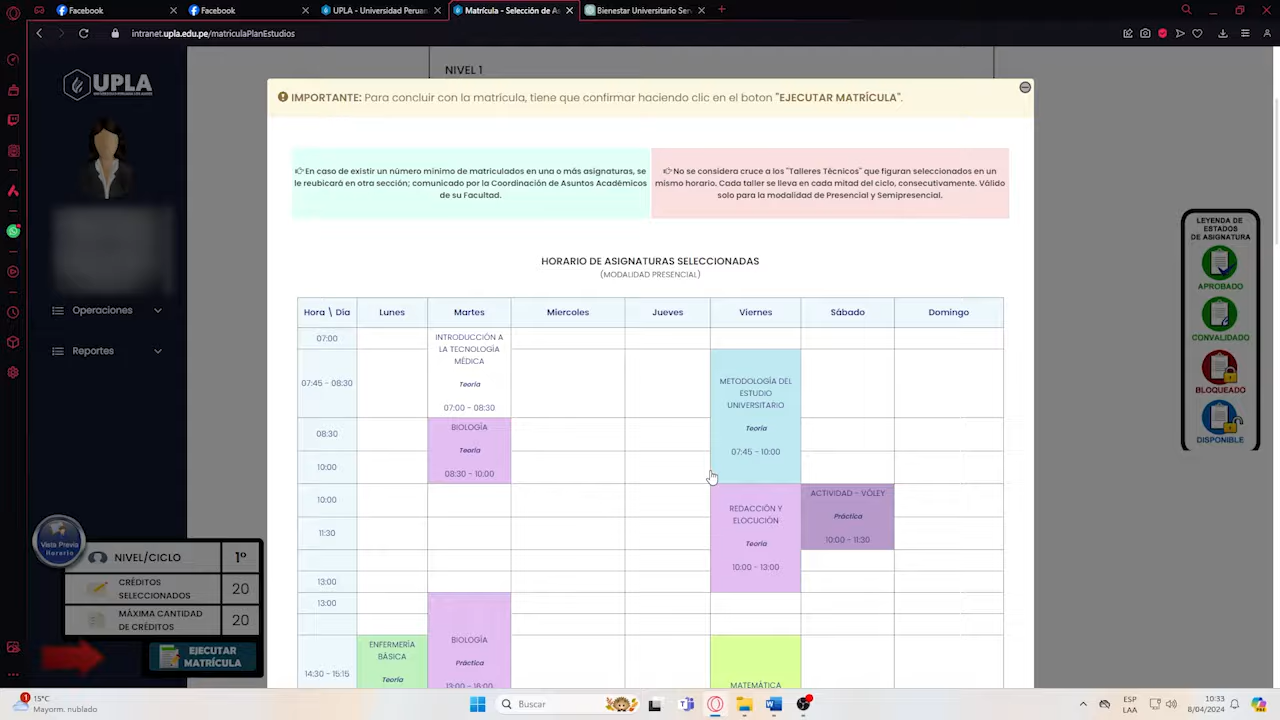 Facebook
Facebook
UPLA - Universidad Peruan
Matrícula - Selección de As
Bienestar Universitario Ser
intranet.upla.edu.pe/matriculaPlanEstudios
UPLA
NIVEL 1
IMPORTANTE: Para concluir con la matrícula, tiene que confirmar haciendo clic en el boton "EJECUTAR MATRÍCULA".
En caso de existir un número mínimo de matriculados en una o más asignaturas, se
le reubicará en otra sección; comunicado por la Coordinación de Asuntos Académicos
de su Facultad.
No se considera cruce a los "Talleres Técnicos" que figuran seleccionados en un
mismo horario. Cada taller se lleva en cada mitad del ciclo, consecutivamente. Válido
solo para la modalidad de Presencial y Semipresencial.
HORARIO DE ASIGNATURAS SELECCIONADAS
(MODALIDAD PRESENCIAL)
Hora \ Día Lunes Martes Miercoles Jueves Viernes Sábado Domingo
07:00
INTRODUCCIÓN A
LA TECNOLOGÍA
MÉDICA
Teoría
07:00 - 08:30
07:45 - 08:30
METODOLOGÍA DEL
ESTUDIO
UNIVERSITARIO
Teoría
07:45 - 10:00
08:30
BIOLOGÍA
Teoría
08:30 - 10:00
10:00
10:00
REDACCIÓN Y
ELOCUCIÓN
Teoría
10:00 - 13:00
ACTIVIDAD - VÓLEY
Práctica
10:00 - 11:30
11:30
13:00
13:00
BIOLOGÍA
Práctica
13:00 - 16:00
14:30 - 15:15
ENFERMERÍA
BÁSICA
Teoría
MATEMÁTICA
Operaciones
Reportes
Vista Previa
Horario
NIVEL/CICLO 1°
CRÉDITOS
SELECCIONADOS
20
MÁXIMA CANTIDAD
DE CRÉDITOS
20
EJECUTAR
MATRÍCULA
LEYENDA DE
ESTADOS
DE ASIGNATURA
APROBADO
CONVALIDADO
BLOQUEADO
DISPONIBLE
1
15°C
Mayorm. nublado
Buscar
ESP
LAA
10:33
8/04/2024